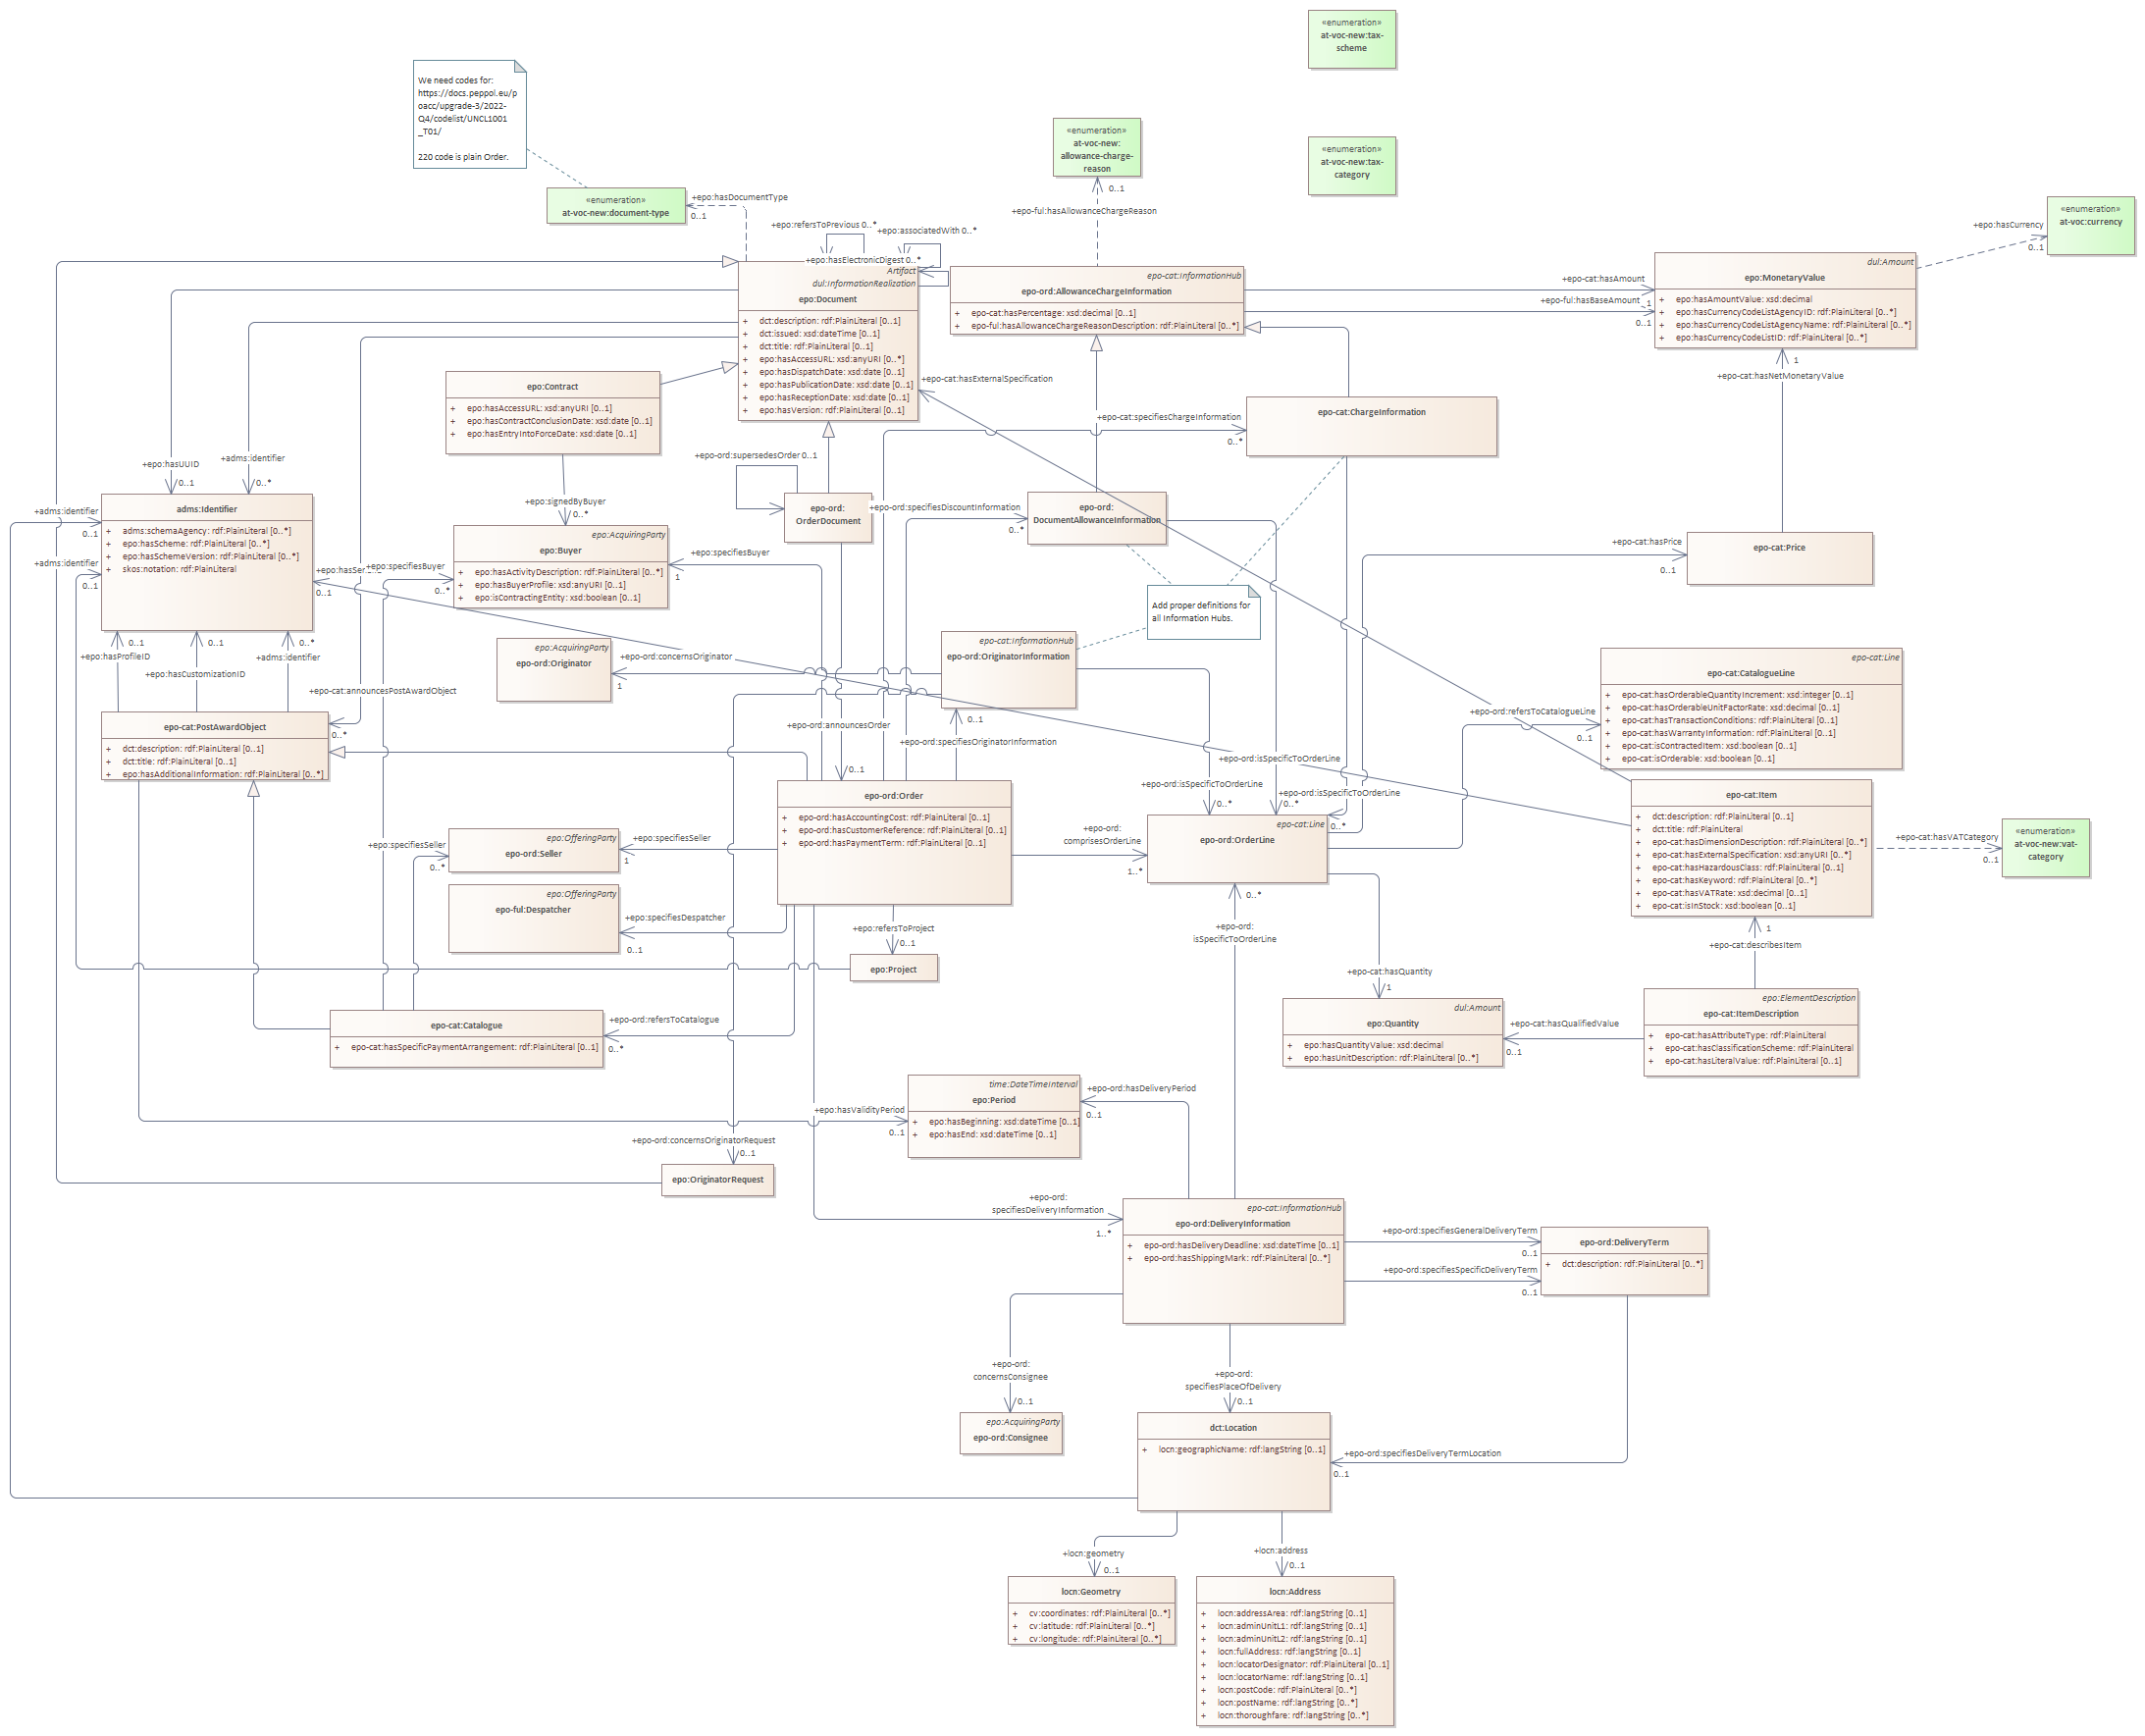 «enumeration»
at-voc-new:tax-
scheme
We need codes for:
https://docs.peppol.eu/p
oacc/upgrade-3/2022-
Q4/codelist/UNCL1001
_T01/
220 code is plain Order.
«enumeration»
at-voc-new:
allowance-charge-
reason
«enumeration»
at-voc-new:tax-
category
«enumeration»
at-voc-new:document-type
+epo:hasDocumentType
0..1
0..1
+epo-ful:hasAllowanceChargeReason
«enumeration»
at-voc:currency
+epo:hasCurrency
0..1
+epo:refersToPrevious 0..*
+epo:associatedWith 0..*
+epo:hasElectronicDigest 0..*
Artifact
dul:InformationRealization
epo:Document
+ dct:description: rdf:PlainLiteral [0..1]
+ dct:issued: xsd:dateTime [0..1]
+ dct:title: rdf:PlainLiteral [0..1]
+ epo:hasAccessURL: xsd:anyURI [0..*]
+ epo:hasDispatchDate: xsd:date [0..1]
+ epo:hasPublicationDate: xsd:date [0..1]
+ epo:hasReceptionDate: xsd:date [0..1]
+ epo:hasVersion: rdf:PlainLiteral [0..1]
epo-cat:InformationHub
epo-ord:AllowanceChargeInformation
+ epo-cat:hasPercentage: xsd:decimal [0..1]
+ epo-ful:hasAllowanceChargeReasonDescription: rdf:PlainLiteral [0..*]
+epo-cat:hasAmount
1
+epo-ful:hasBaseAmount
0..1
dul:Amount
epo:MonetaryValue
+ epo:hasAmountValue: xsd:decimal
+ epo:hasCurrencyCodeListAgencyID: rdf:PlainLiteral [0..*]
+ epo:hasCurrencyCodeListAgencyName: rdf:PlainLiteral [0..*]
+ epo:hasCurrencyCodeListID: rdf:PlainLiteral [0..*]
1
+epo-cat:hasNetMonetaryValue
epo:Contract
+ epo:hasAccessURL: xsd:anyURI [0..1]
+ epo:hasContractConclusionDate: xsd:date [0..1]
+ epo:hasEntryIntoForceDate: xsd:date [0..1]
+epo-cat:hasExternalSpecification
+epo-cat:specifiesChargeInformation
0..*
epo-cat:ChargeInformation
+epo:hasUUID
0..1
+adms:identifier
0..*
+epo-ord:supersedesOrder 0..1
epo-ord:
OrderDocument
+epo-ord:specifiesDiscountInformation
0..*
epo-ord:
DocumentAllowanceInformation
+epo:signedByBuyer
0..*
+adms:identifier
0..1
adms:Identifier
+ adms:schemaAgency: rdf:PlainLiteral [0..*]
+ epo:hasScheme: rdf:PlainLiteral [0..*]
+ epo:hasSchemeVersion: rdf:PlainLiteral [0..*]
+ skos:notation: rdf:PlainLiteral
+adms:identifier
0..1
0..1
+epo:specifiesBuyer
0..*
epo:AcquiringParty
epo:Buyer
+ epo:hasActivityDescription: rdf:PlainLiteral [0..*]
+ epo:hasBuyerProfile: xsd:anyURI [0..1]
+ epo:isContractingEntity: xsd:boolean [0..1]
+epo:specifiesBuyer
1
+epo-cat:hasPrice
0..1
epo-cat:Price
Add proper definitions for
all Information Hubs.
0..1
+epo:hasProfileID
0..1
+epo:hasCustomizationID
0..*
+adms:identifier
epo:AcquiringParty
epo-ord:Originator
+epo-ord:concernsOriginator
1
epo-cat:InformationHub
epo-ord:OriginatorInformation
0..1
+epo-ord:specifiesOriginatorInformation
+epo-cat:announcesPostAwardObject
0..*
+epo-ord:announcesOrder
0..1
epo-cat:PostAwardObject
+ dct:description: rdf:PlainLiteral [0..1]
+ dct:title: rdf:PlainLiteral [0..1]
+ epo:hasAdditionalInformation: rdf:PlainLiteral [0..*]
epo-cat:Line
epo-cat:CatalogueLine
+ epo-cat:hasOrderableQuantityIncrement: xsd:integer [0..1]
+ epo-cat:hasOrderableUnitFactorRate: xsd:decimal [0..1]
+ epo-cat:hasTransactionConditions: rdf:PlainLiteral [0..1]
+ epo-cat:hasWarrantyInformation: rdf:PlainLiteral [0..1]
+ epo-cat:isContractedItem: xsd:boolean [0..1]
+ epo-cat:isOrderable: xsd:boolean [0..1]
+epo-ord:refersToCatalogueLine
0..1
+epo-ord:isSpecificToOrderLine
+epo-ord:isSpecificToOrderLine
0..*
+epo-ord:isSpecificToOrderLine
0..*
0..*
epo-ord:Order
+ epo-ord:hasAccountingCost: rdf:PlainLiteral [0..1]
+ epo-ord:hasCustomerReference: rdf:PlainLiteral [0..1]
+ epo-ord:hasPaymentTerm: rdf:PlainLiteral [0..1]
+epo-ord:
comprisesOrderLine
1..*
epo-cat:Line
epo-ord:OrderLine
epo-cat:Item
+ dct:description: rdf:PlainLiteral [0..1]
+ dct:title: rdf:PlainLiteral
+ epo-cat:hasDimensionDescription: rdf:PlainLiteral [0..*]
+ epo-cat:hasExternalSpecification: xsd:anyURI [0..*]
+ epo-cat:hasHazardousClass: rdf:PlainLiteral [0..1]
+ epo-cat:hasKeyword: rdf:PlainLiteral [0..*]
+ epo-cat:hasVATRate: xsd:decimal [0..1]
+ epo-cat:isInStock: xsd:boolean [0..1]
+epo-cat:hasVATCategory
0..1
«enumeration»
at-voc-new:vat-
category
+epo:specifiesSeller
0..*
epo:OfferingParty
epo-ord:Seller
+epo:specifiesSeller
1
epo:OfferingParty
epo-ful:Despatcher
+epo:specifiesDespatcher
0..1
+epo:refersToProject
0..1
epo:Project
0..*
+epo-ord:
isSpecificToOrderLine
1
+epo-cat:describesItem
+epo-cat:hasQuantity
1
epo-cat:Catalogue
+ epo-cat:hasSpecificPaymentArrangement: rdf:PlainLiteral [0..1]
+epo-ord:refersToCatalogue
0..*
dul:Amount
epo:Quantity
+ epo:hasQuantityValue: xsd:decimal
+ epo:hasUnitDescription: rdf:PlainLiteral [0..*]
+epo-cat:hasQualifiedValue
0..1
epo:ElementDescription
epo-cat:ItemDescription
+ epo-cat:hasAttributeType: rdf:PlainLiteral
+ epo-cat:hasClassificationScheme: rdf:PlainLiteral
+ epo-cat:hasLiteralValue: rdf:PlainLiteral [0..1]
+epo:hasValidityPeriod
0..1
time:DateTimeInterval
epo:Period
+ epo:hasBeginning: xsd:dateTime [0..1]
+ epo:hasEnd: xsd:dateTime [0..1]
+epo-ord:hasDeliveryPeriod
0..1
+epo-ord:concernsOriginatorRequest
0..1
epo:OriginatorRequest
+epo-ord:
specifiesDeliveryInformation
1..*
epo-cat:InformationHub
epo-ord:DeliveryInformation
+ epo-ord:hasDeliveryDeadline: xsd:dateTime [0..1]
+ epo-ord:hasShippingMark: rdf:PlainLiteral [0..*]
+epo-ord:specifiesGeneralDeliveryTerm
0..1
+epo-ord:specifiesSpecificDeliveryTerm
0..1
epo-ord:DeliveryTerm
+ dct:description: rdf:PlainLiteral [0..*]
+epo-ord:
concernsConsignee
0..1
+epo-ord:
specifiesPlaceOfDelivery
0..1
epo:AcquiringParty
epo-ord:Consignee
dct:Location
+ locn:geographicName: rdf:langString [0..1]
+epo-ord:specifiesDeliveryTermLocation
0..1
+locn:geometry
0..1
+locn:address
0..1
locn:Geometry
+ cv:coordinates: rdf:PlainLiteral [0..*]
+ cv:latitude: rdf:PlainLiteral [0..*]
+ cv:longitude: rdf:PlainLiteral [0..*]
locn:Address
+ locn:addressArea: rdf:langString [0..1]
+ locn:adminUnitL1: rdf:langString [0..1]
+ locn:adminUnitL2: rdf:langString [0..1]
+ locn:fullAddress: rdf:langString [0..1]
+ locn:locatorDesignator: rdf:PlainLiteral [0..1]
+ locn:locatorName: rdf:langString [0..1]
+ locn:postCode: rdf:PlainLiteral [0..*]
+ locn:postName: rdf:langString [0..*]
+ locn:thoroughfare: rdf:langString [0..*]